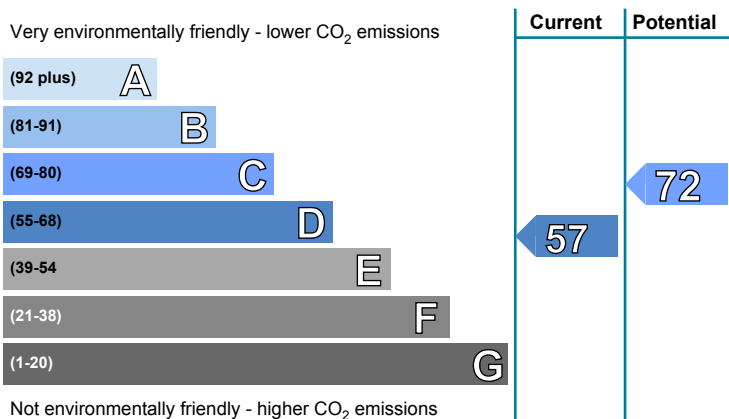 Very environmentally friendly - lower CO2 emissions
Current
Potential
(92 plus) A
(81-91) B
(69-80) C
72
(55-68) D
57
(39-54 E
(21-38) F
(1-20) G
Not environmentally friendly - higher CO2 emissions